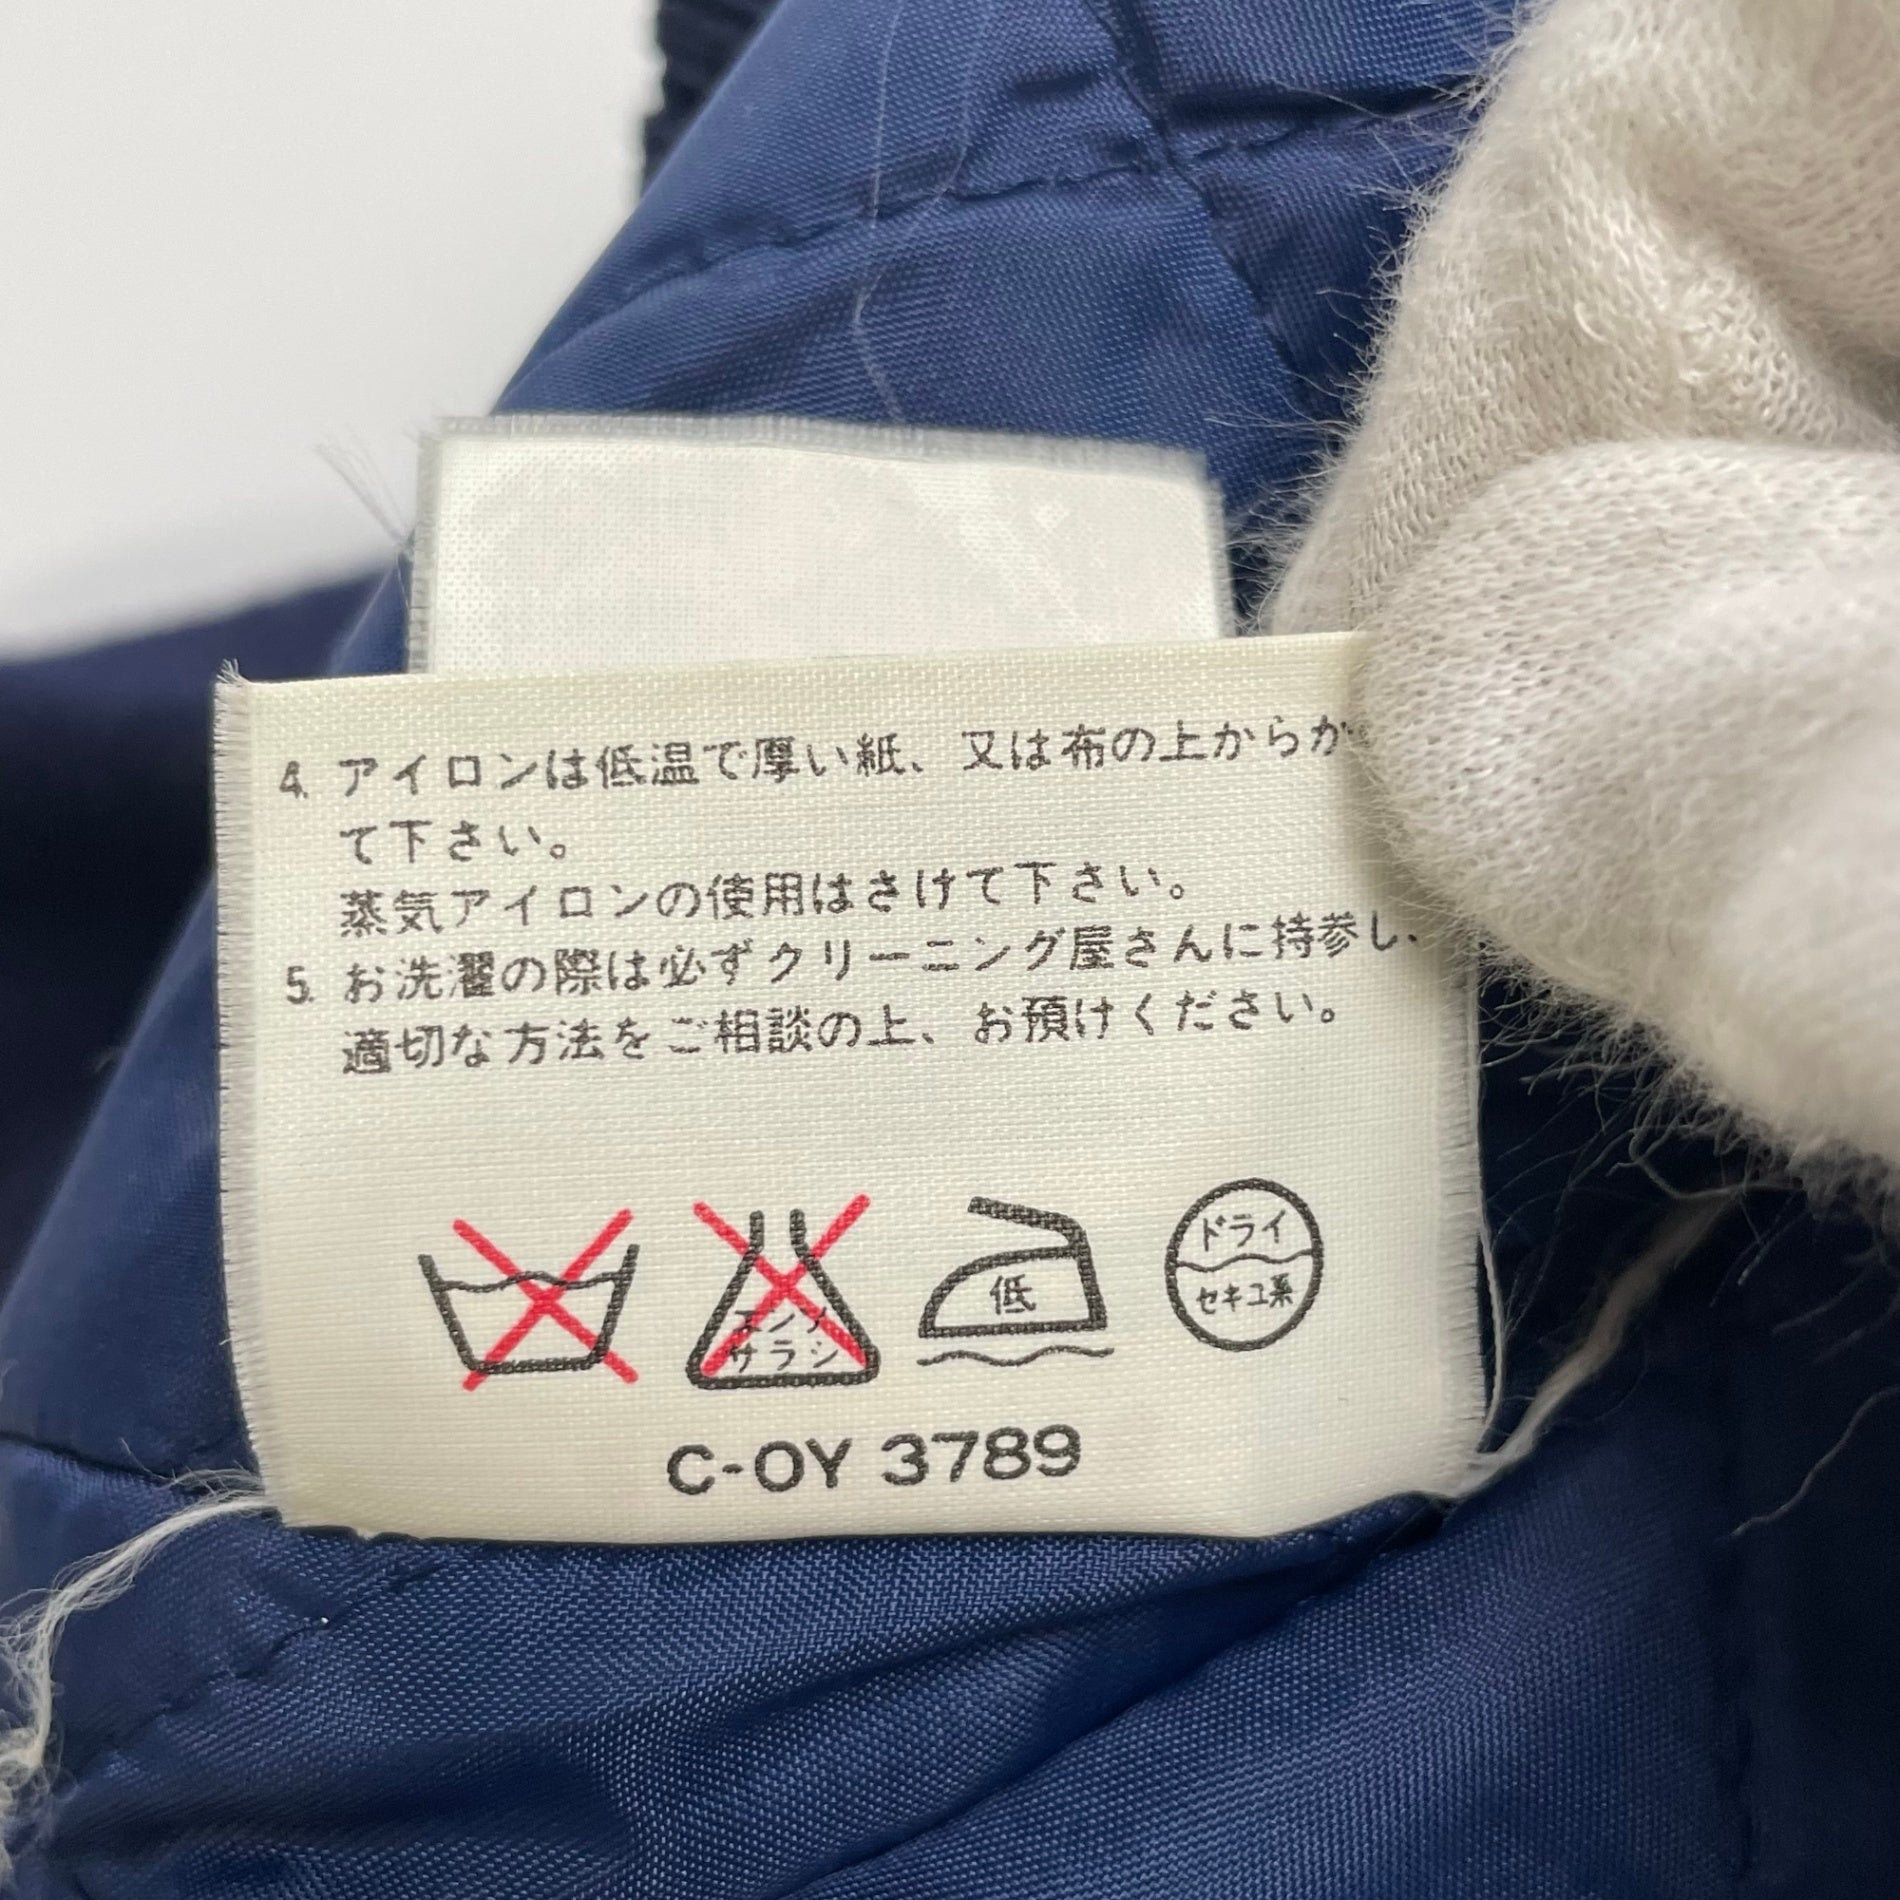 4. アイロンは低温で厚い紙、又は布の上からか
て下さい。
蒸気アイロンの使用はさけて下さい。
5. お洗濯の際は必ずクリーニング屋さんに持参し、
適切な方法をご相談の上、お預けください。
エンソ
サラシ
低
ドライ
セキユ系
C-OY 3789